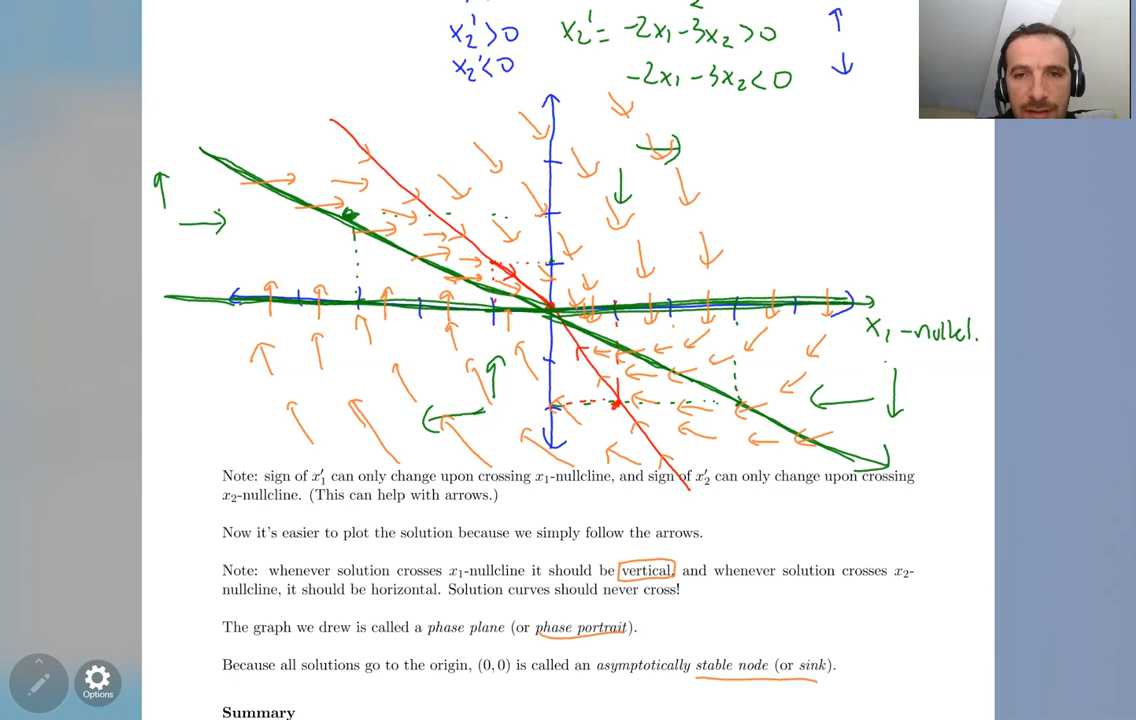 x₂' > 0 x₂' = -2x₁ - 3x₂ > 0 ↑
x₂' < 0 -2x₁ - 3x₂ < 0 ↓
x₁-nullcl.
Note: sign of x′₁ can only change upon crossing x₁-nullcline, and sign of x′₂ can only change upon crossing
x₂-nullcline. (This can help with arrows.)
Now it's easier to plot the solution because we simply follow the arrows.
Note: whenever solution crosses x₁-nullcline it should be vertical, and whenever solution crosses x₂-
nullcline, it should be horizontal. Solution curves should never cross!
The graph we drew is called a phase plane (or phase portrait).
Because all solutions go to the origin, (0, 0) is called an asymptotically stable node (or sink).
Summary
Options